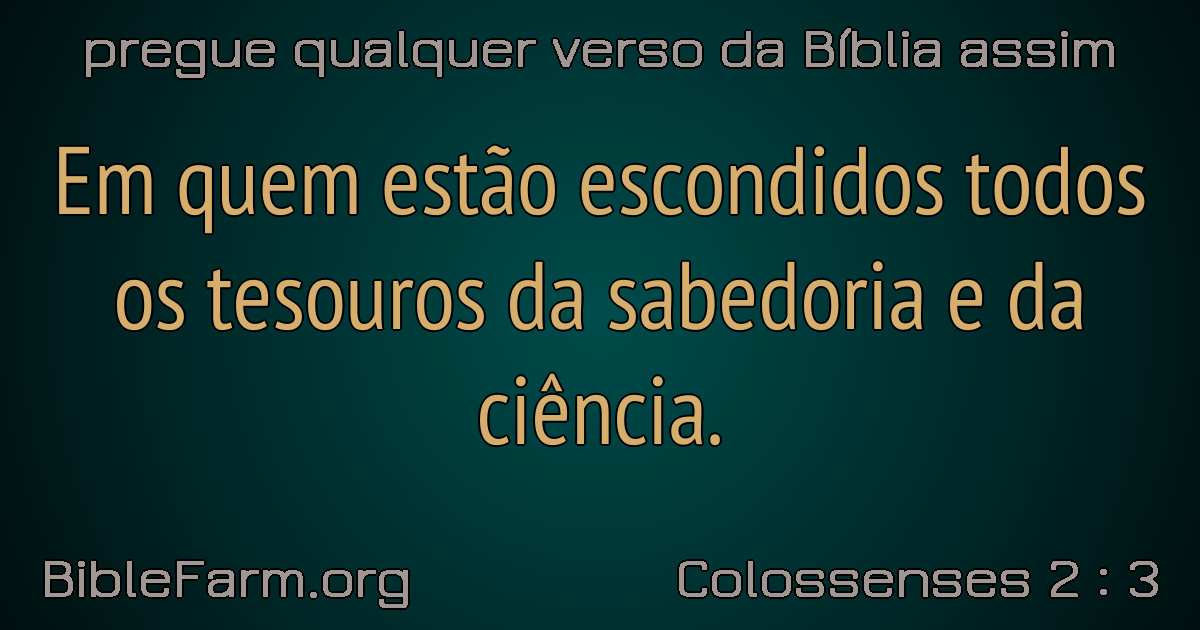 pregue qualquer verso da Bíblia assim
Em quem estão escondidos todos
os tesouros da sabedoria e da
ciência.
BibleFarm.org
Colossenses 2 : 3